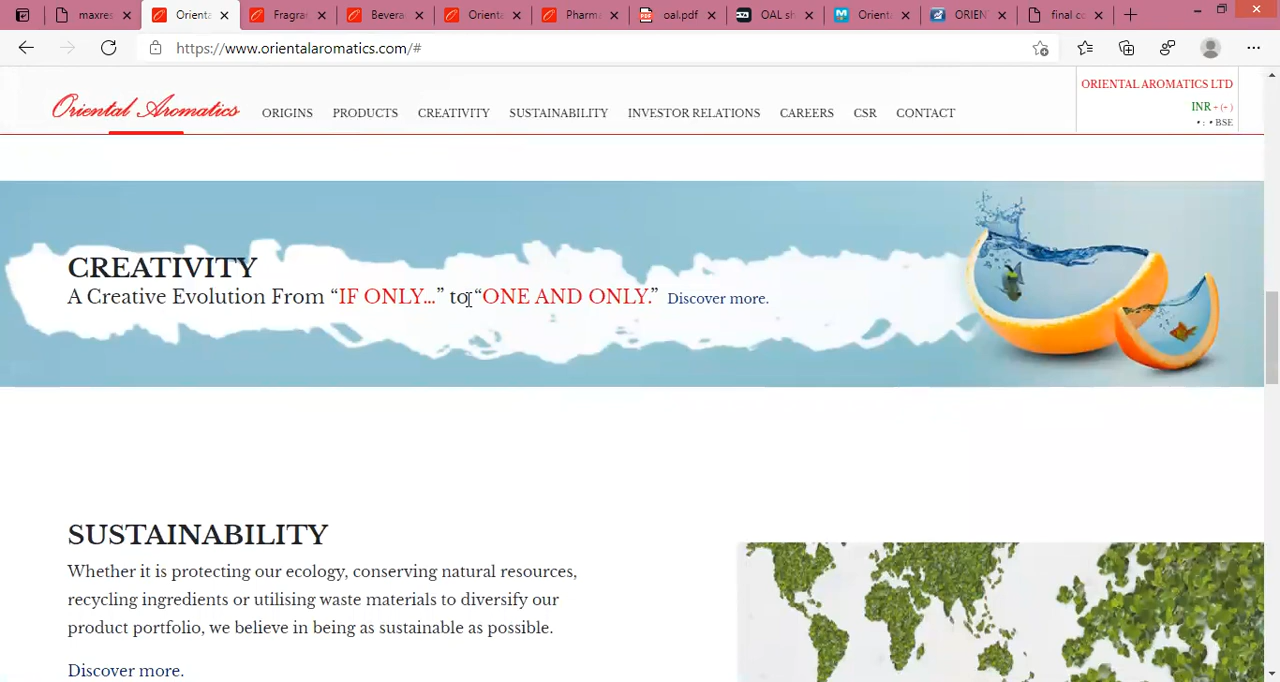 maxres
Orienta
Fragra
Bevera
Orienta
Pharma
oal.pdf
OAL sh
Orienta
ORIEN
final co
https://www.orientalaromatics.com/#
Oriental Aromatics
ORIGINS
PRODUCTS
CREATIVITY
SUSTAINABILITY
INVESTOR RELATIONS
CAREERS
CSR
CONTACT
ORIENTAL AROMATICS LTD
INR - (- )
• : • BSE
CREATIVITY
A Creative Evolution From “IF ONLY...” to “ONE AND ONLY.” Discover more.
SUSTAINABILITY
Whether it is protecting our ecology, conserving natural resources,
recycling ingredients or utilising waste materials to diversify our
product portfolio, we believe in being as sustainable as possible.
Discover more.